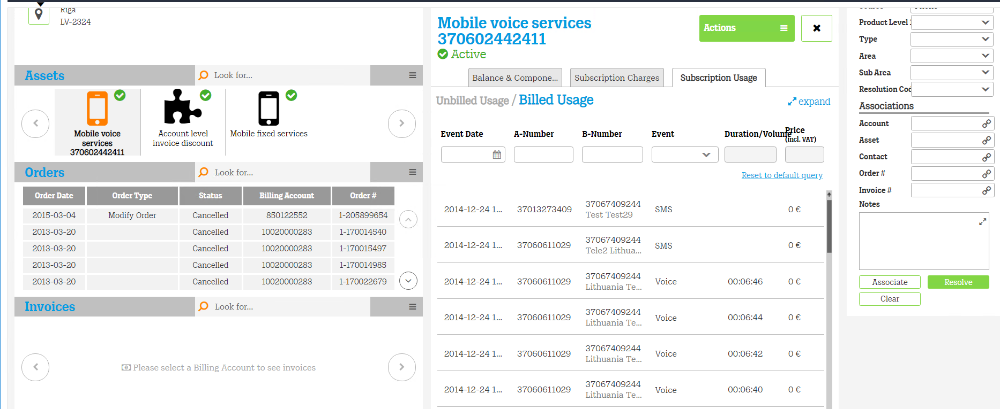 Riga
LV-2324
Assets
Look for...
Mobile voice
services
370602442411
Account level
invoice discount
Mobile fixed services
Orders
Look for...
Order Date Order Type Status Billing Account Order #
2015-03-04 Modify Order Cancelled 850122552 1-205899654
2013-03-20 Cancelled 10020000283 1-170014540
2013-03-20 Cancelled 10020000283 1-170015497
2013-03-20 Cancelled 10020000283 1-170014985
2013-03-20 Cancelled 10020000283 1-170022679
Invoices
Look for...
Please select a Billing Account to see invoices
Mobile voice services
370602442411
Active
Actions
Balance & Compone... Subscription Charges Subscription Usage
Unbilled Usage / Billed Usage
expand
Event Date A-Number B-Number Event Duration/Volume Price
(incl. VAT)
Reset to default query
2014-12-24 1... 37013273409 37067409244 SMS 0 €
Test Test29
2014-12-24 1... 37060611029 37067409244 SMS 0 €
Tele2 Lithua...
2014-12-24 1... 37060611029 37067409244 Voice 00:06:46 0 €
Lithuania Te...
2014-12-24 1... 37060611029 37067409244 Voice 00:06:44 0 €
Lithuania Te...
2014-12-24 1... 37060611029 37067409244 Voice 00:06:42 0 €
Lithuania Te...
2014-12-24 1... 37060611029 37067409244 Voice 00:06:40 0 €
Lithuania Te...
Product Level
Type
Area
Sub Area
Resolution Cod
Associations
Account
Asset
Contact
Order #
Invoice #
Notes
Associate
Resolve
Clear